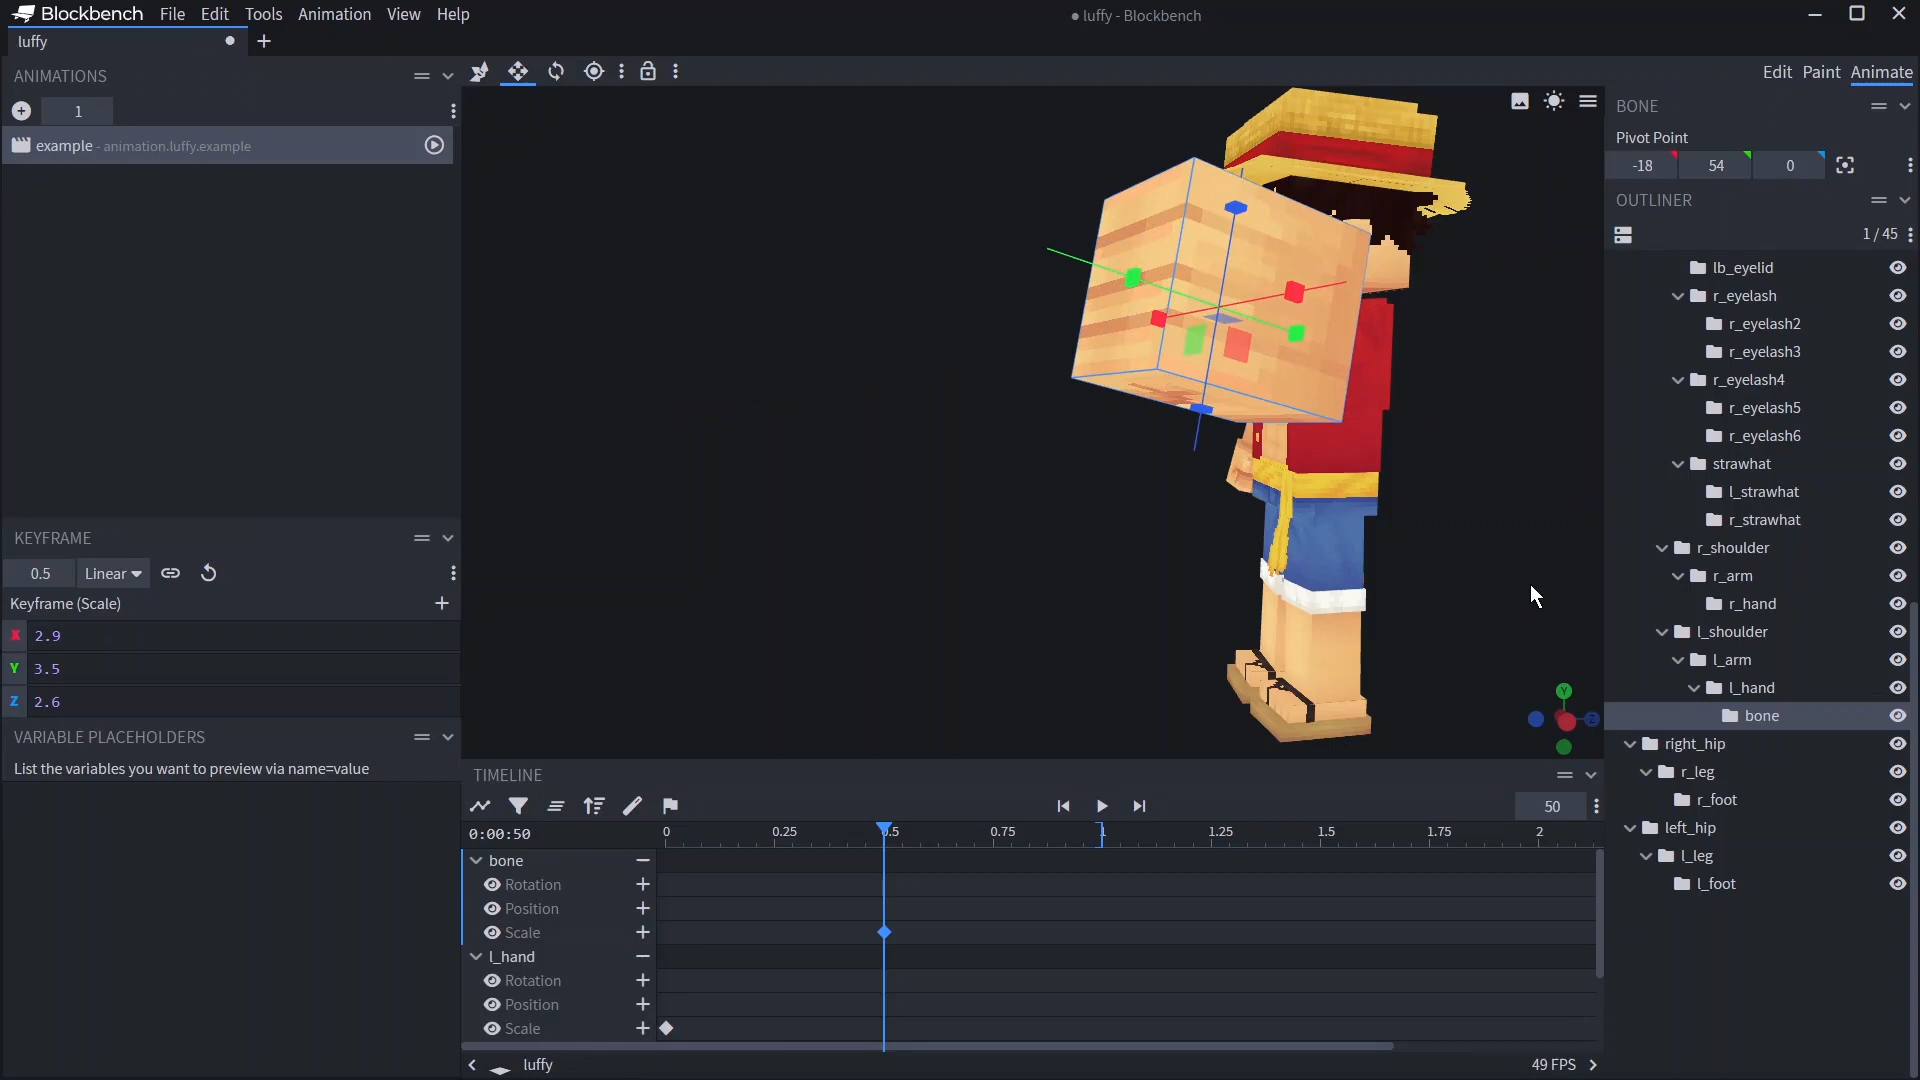 Blockbench File Edit Tools Animation View Help
● luffy - Blockbench
luffy
ANIMATIONS
1
example - animation.luffy.example
KEYFRAME
0.5 Linear
Keyframe (Scale)
X 2.9
Y 3.5
Z 2.6
VARIABLE PLACEHOLDERS
List the variables you want to preview via name=value
Y
Z
TIMELINE
50
0:00:50 0 0.25 0.5 0.75 1 1.25 1.5 1.75 2
bone
Rotation
Position
Scale
l_hand
Rotation
Position
Scale
luffy
49 FPS
Edit Paint Animate
BONE
Pivot Point
-18 54 0
OUTLINER
1 / 45
lb_eyelid
r_eyelash
r_eyelash2
r_eyelash3
r_eyelash4
r_eyelash5
r_eyelash6
strawhat
l_strawhat
r_strawhat
r_shoulder
r_arm
r_hand
l_shoulder
l_arm
l_hand
bone
right_hip
r_leg
r_foot
left_hip
l_leg
l_foot